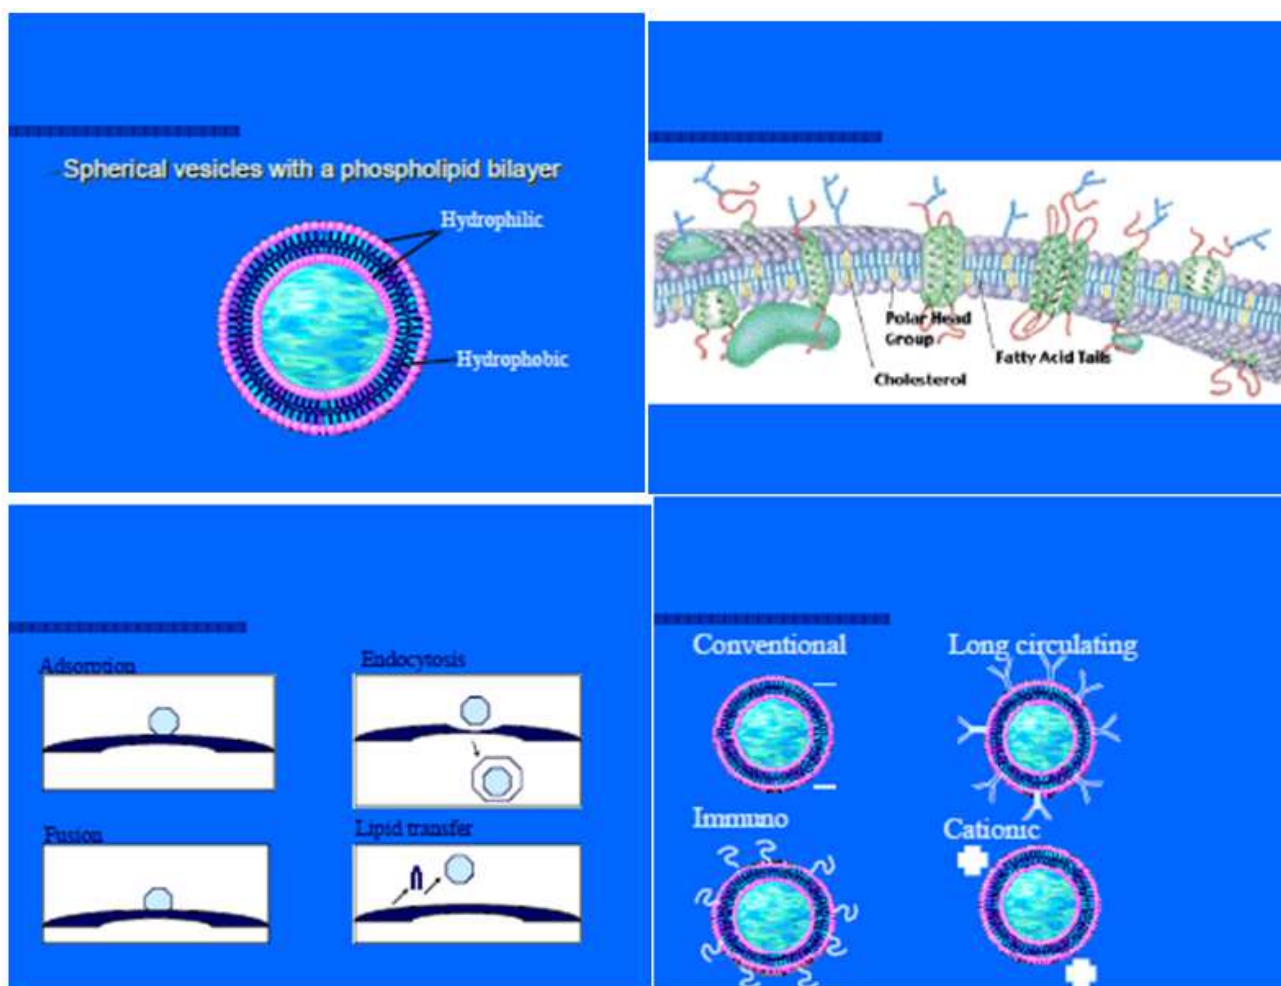 Spherical vesicles with a phospholipid bilayer
Hydrophilic
Hydrophobic
Polar Head
Group
Fatty Acid Tails
Cholesterol
Adsorption
Endocytosis
Fusion
Lipid transfer
Conventional
Long circulating
Immuno
Cationic